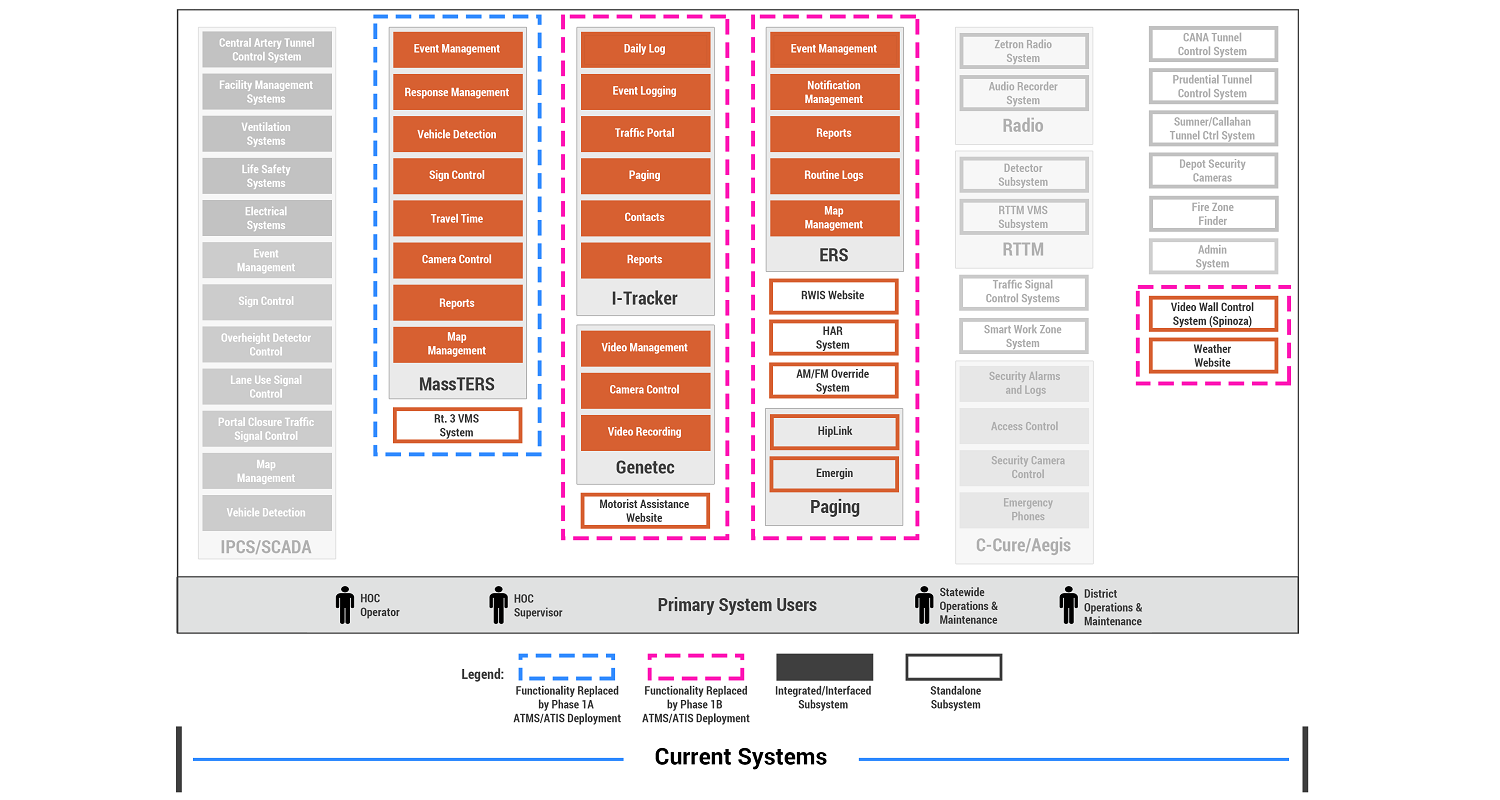 Central Artery Tunnel
Control System
Facility Management
Systems
Ventilation
Systems
Life Safety
Systems
Electrical
Systems
Event
Management
Sign Control
Overheight Detector
Control
Lane Use Signal
Control
Portal Closure Traffic
Signal Control
Map
Management
Vehicle Detection
IPCS/SCADA
Event Management
Response Management
Vehicle Detection
Sign Control
Travel Time
Camera Control
Reports
Map
Management
MassTERS
Rt. 3 VMS
System
Daily Log
Event Logging
Traffic Portal
Paging
Contacts
Reports
I-Tracker
Video Management
Camera Control
Video Recording
Genetec
Motorist Assistance
Website
Event Management
Notification
Management
Reports
Routine Logs
Map
Management
ERS
RWIS Website
HAR
System
AM/FM Override
System
HipLink
Emergin
Paging
Zetron Radio
System
Audio Recorder
System
Radio
Detector
Subsystem
RTTM VMS
Subsystem
RTTM
Traffic Signal
Control Systems
Smart Work Zone
System
Security Alarms
and Logs
Access Control
Security Camera
Control
Emergency
Phones
C-Cure/Aegis
CANA Tunnel
Control System
Prudential Tunnel
Control System
Sumner/Callahan
Tunnel Ctrl System
Depot Security
Cameras
Fire Zone
Finder
Admin
System
Video Wall Control
System (Spinoza)
Weather
Website
HOC
Operator
HOC
Supervisor
Primary System Users
Statewide
Operations &
Maintenance
District
Operations &
Maintenance
Legend:
Functionality Replaced
by Phase 1A
ATMS/ATIS Deployment
Functionality Replaced
by Phase 1B
ATMS/ATIS Deployment
Integrated/Interfaced
Subsystem
Standalone
Subsystem
Current Systems